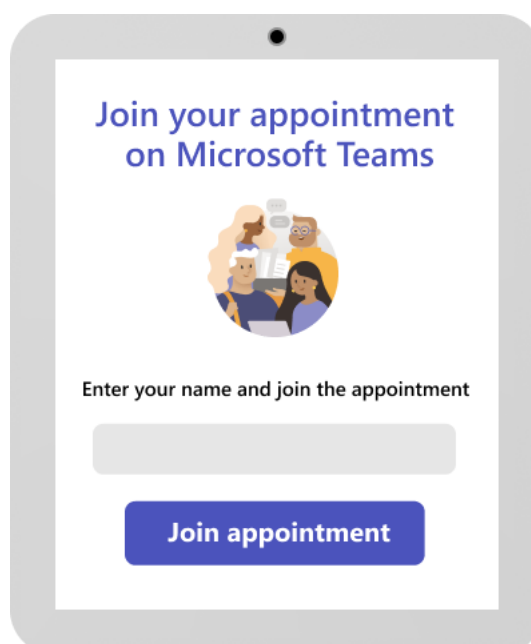 Join your appointment
on Microsoft Teams
Enter your name and join the appointment
Join appointment